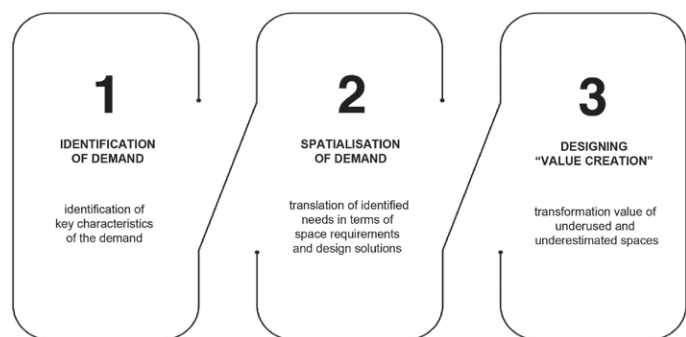 1
IDENTIFICATION
OF DEMAND
identification of
key characteristics
of the demand
2
SPATIALISATION
OF DEMAND
translation of identified
needs in terms of
space requirements
and design solutions
3
DESIGNING
“VALUE CREATION”
transformation value of
underused and
underestimated spaces